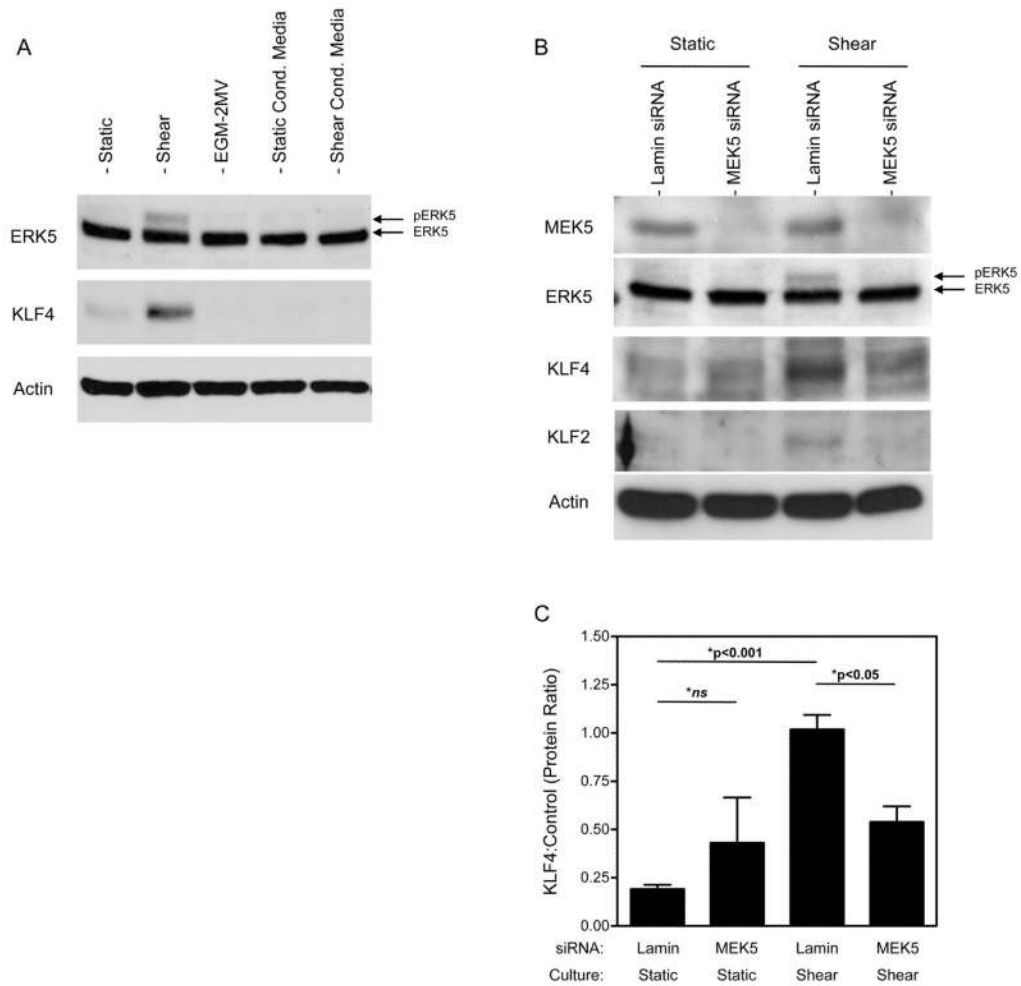 A
- Static
- Shear
- EGM-2MV
- Static Cond. Media
- Shear Cond. Media
ERK5
pERK5
ERK5
KLF4
Actin
B
Static
Shear
- Lamin siRNA
- MEK5 siRNA
- Lamin siRNA
- MEK5 siRNA
MEK5
ERK5
pERK5
ERK5
KLF4
KLF2
Actin
C
KLF4:Control (Protein Ratio)
1.50
1.25
1.00
0.75
0.50
0.25
0.00
*p<0.001
*ns
*p<0.05
siRNA: Lamin MEK5 Lamin MEK5
Culture: Static Static Shear Shear